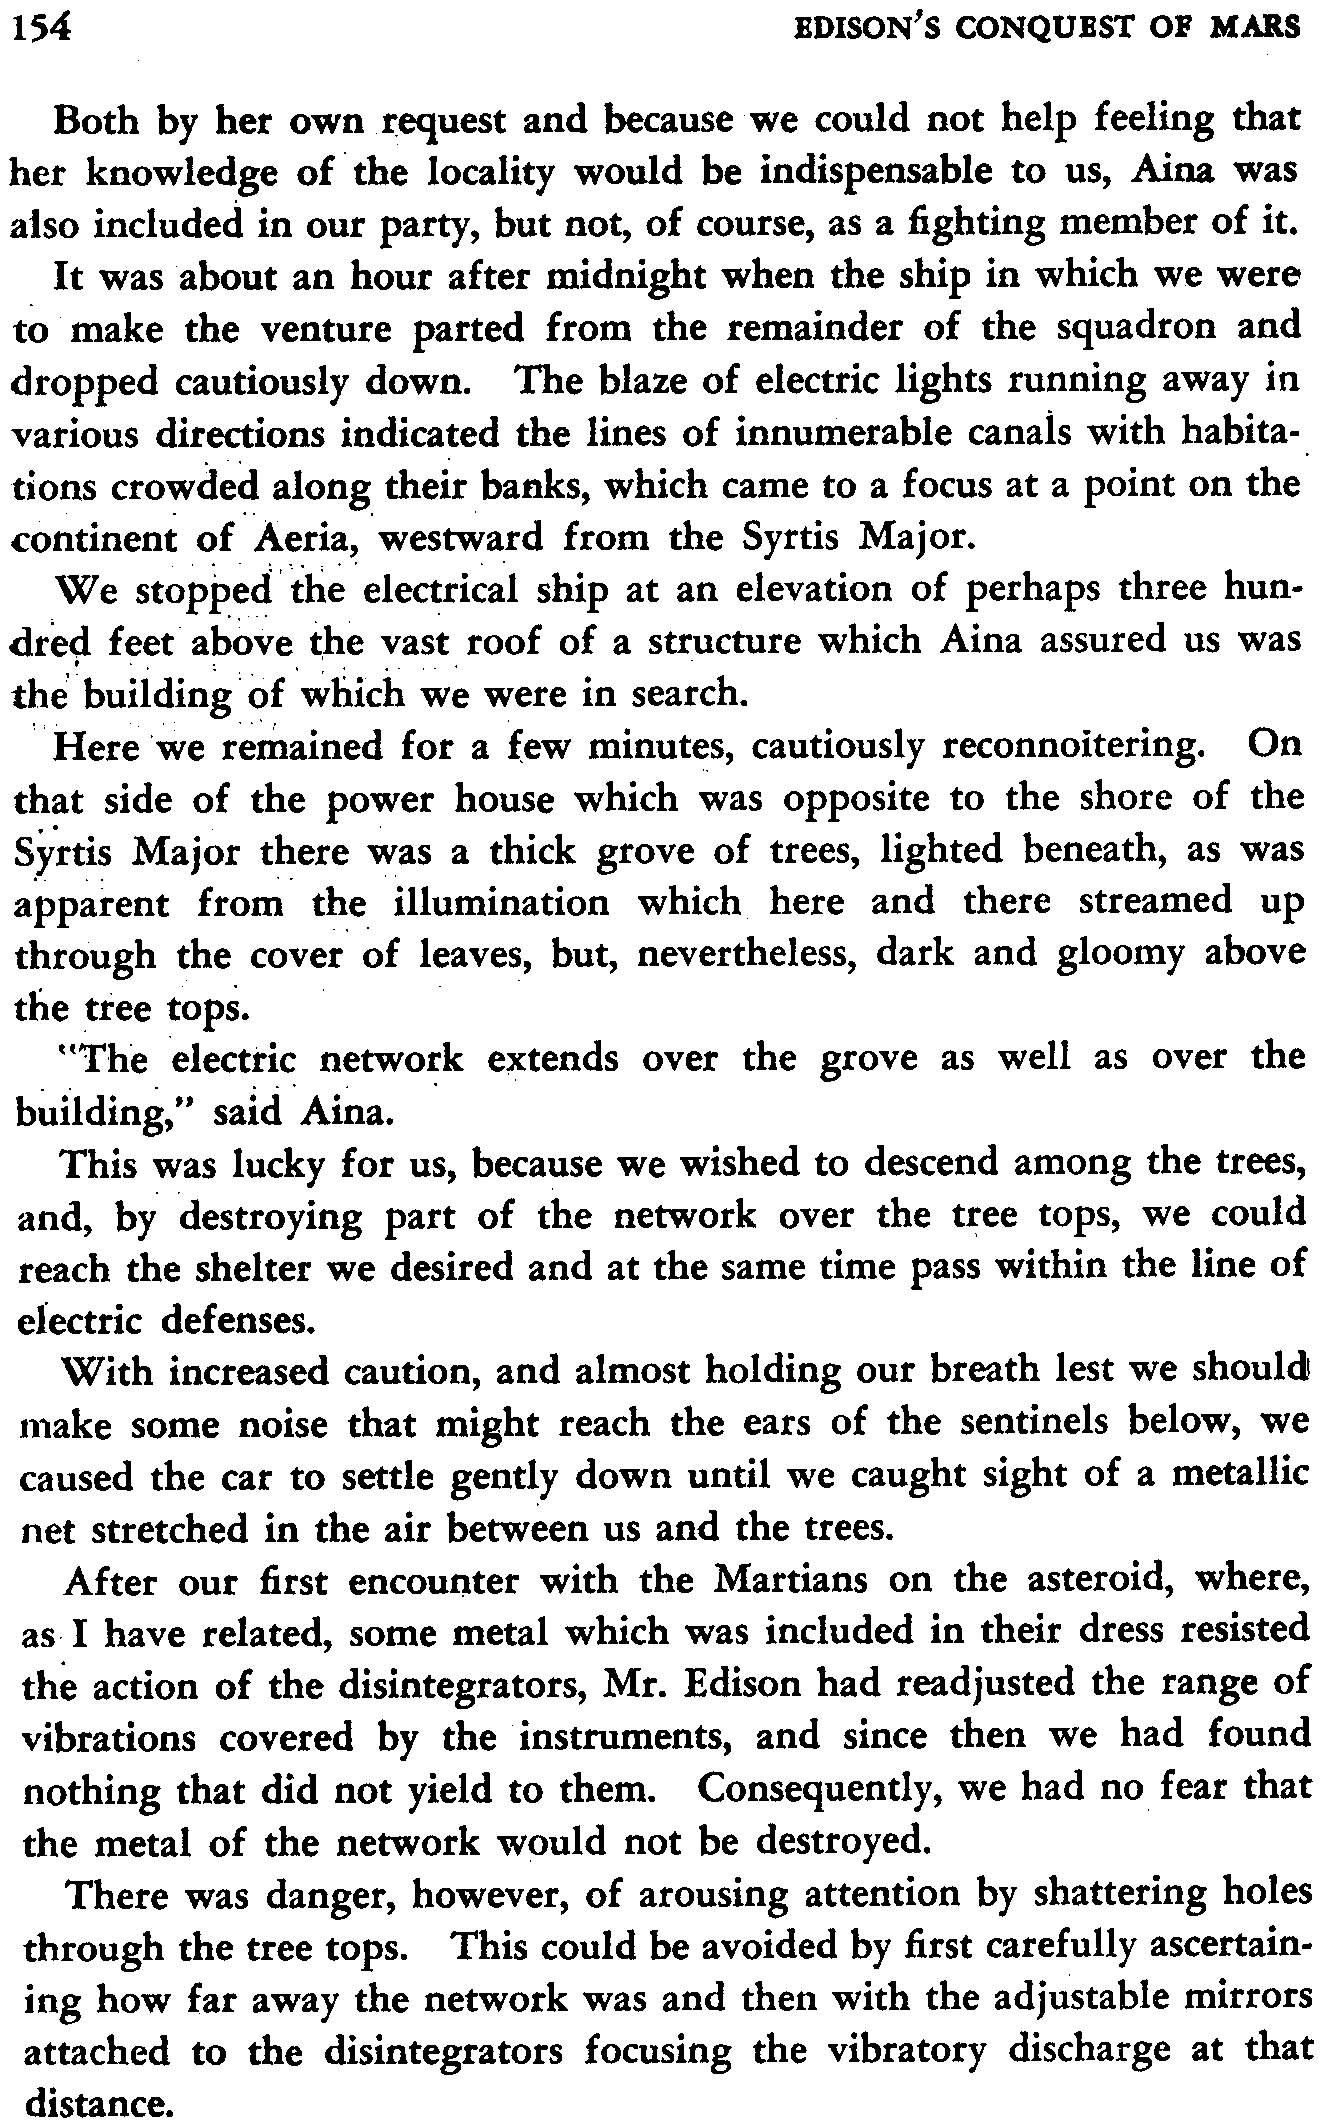 154 EDISON'S CONQUEST OF MARS
Both by her own request and because we could not help feeling that
her knowledge of the locality would be indispensable to us, Aina was
also included in our party, but not, of course, as a fighting member of it.
It was about an hour after midnight when the ship in which we were
to make the venture parted from the remainder of the squadron and
dropped cautiously down. The blaze of electric lights running away in
various directions indicated the lines of innumerable canals with habita-
tions crowded along their banks, which came to a focus at a point on the
continent of Aeria, westward from the Syrtis Major.
We stopped the electrical ship at an elevation of perhaps three hun-
dred feet above the vast roof of a structure which Aina assured us was
the building of which we were in search.
Here we remained for a few minutes, cautiously reconnoitering. On
that side of the power house which was opposite to the shore of the
Syrtis Major there was a thick grove of trees, lighted beneath, as was
apparent from the illumination which here and there streamed up
through the cover of leaves, but, nevertheless, dark and gloomy above
the tree tops.
"The electric network extends over the grove as well as over the
building," said Aina.
This was lucky for us, because we wished to descend among the trees,
and, by destroying part of the network over the tree tops, we could
reach the shelter we desired and at the same time pass within the line of
electric defenses.
With increased caution, and almost holding our breath lest we should
make some noise that might reach the ears of the sentinels below, we
caused the car to settle gently down until we caught sight of a metallic
net stretched in the air between us and the trees.
After our first encounter with the Martians on the asteroid, where,
as I have related, some metal which was included in their dress resisted
the action of the disintegrators, Mr. Edison had readjusted the range of
vibrations covered by the instruments, and since then we had found
nothing that did not yield to them. Consequently, we had no fear that
the metal of the network would not be destroyed.
There was danger, however, of arousing attention by shattering holes
through the tree tops. This could be avoided by first carefully ascertain-
ing how far away the network was and then with the adjustable mirrors
attached to the disintegrators focusing the vibratory discharge at that
distance.